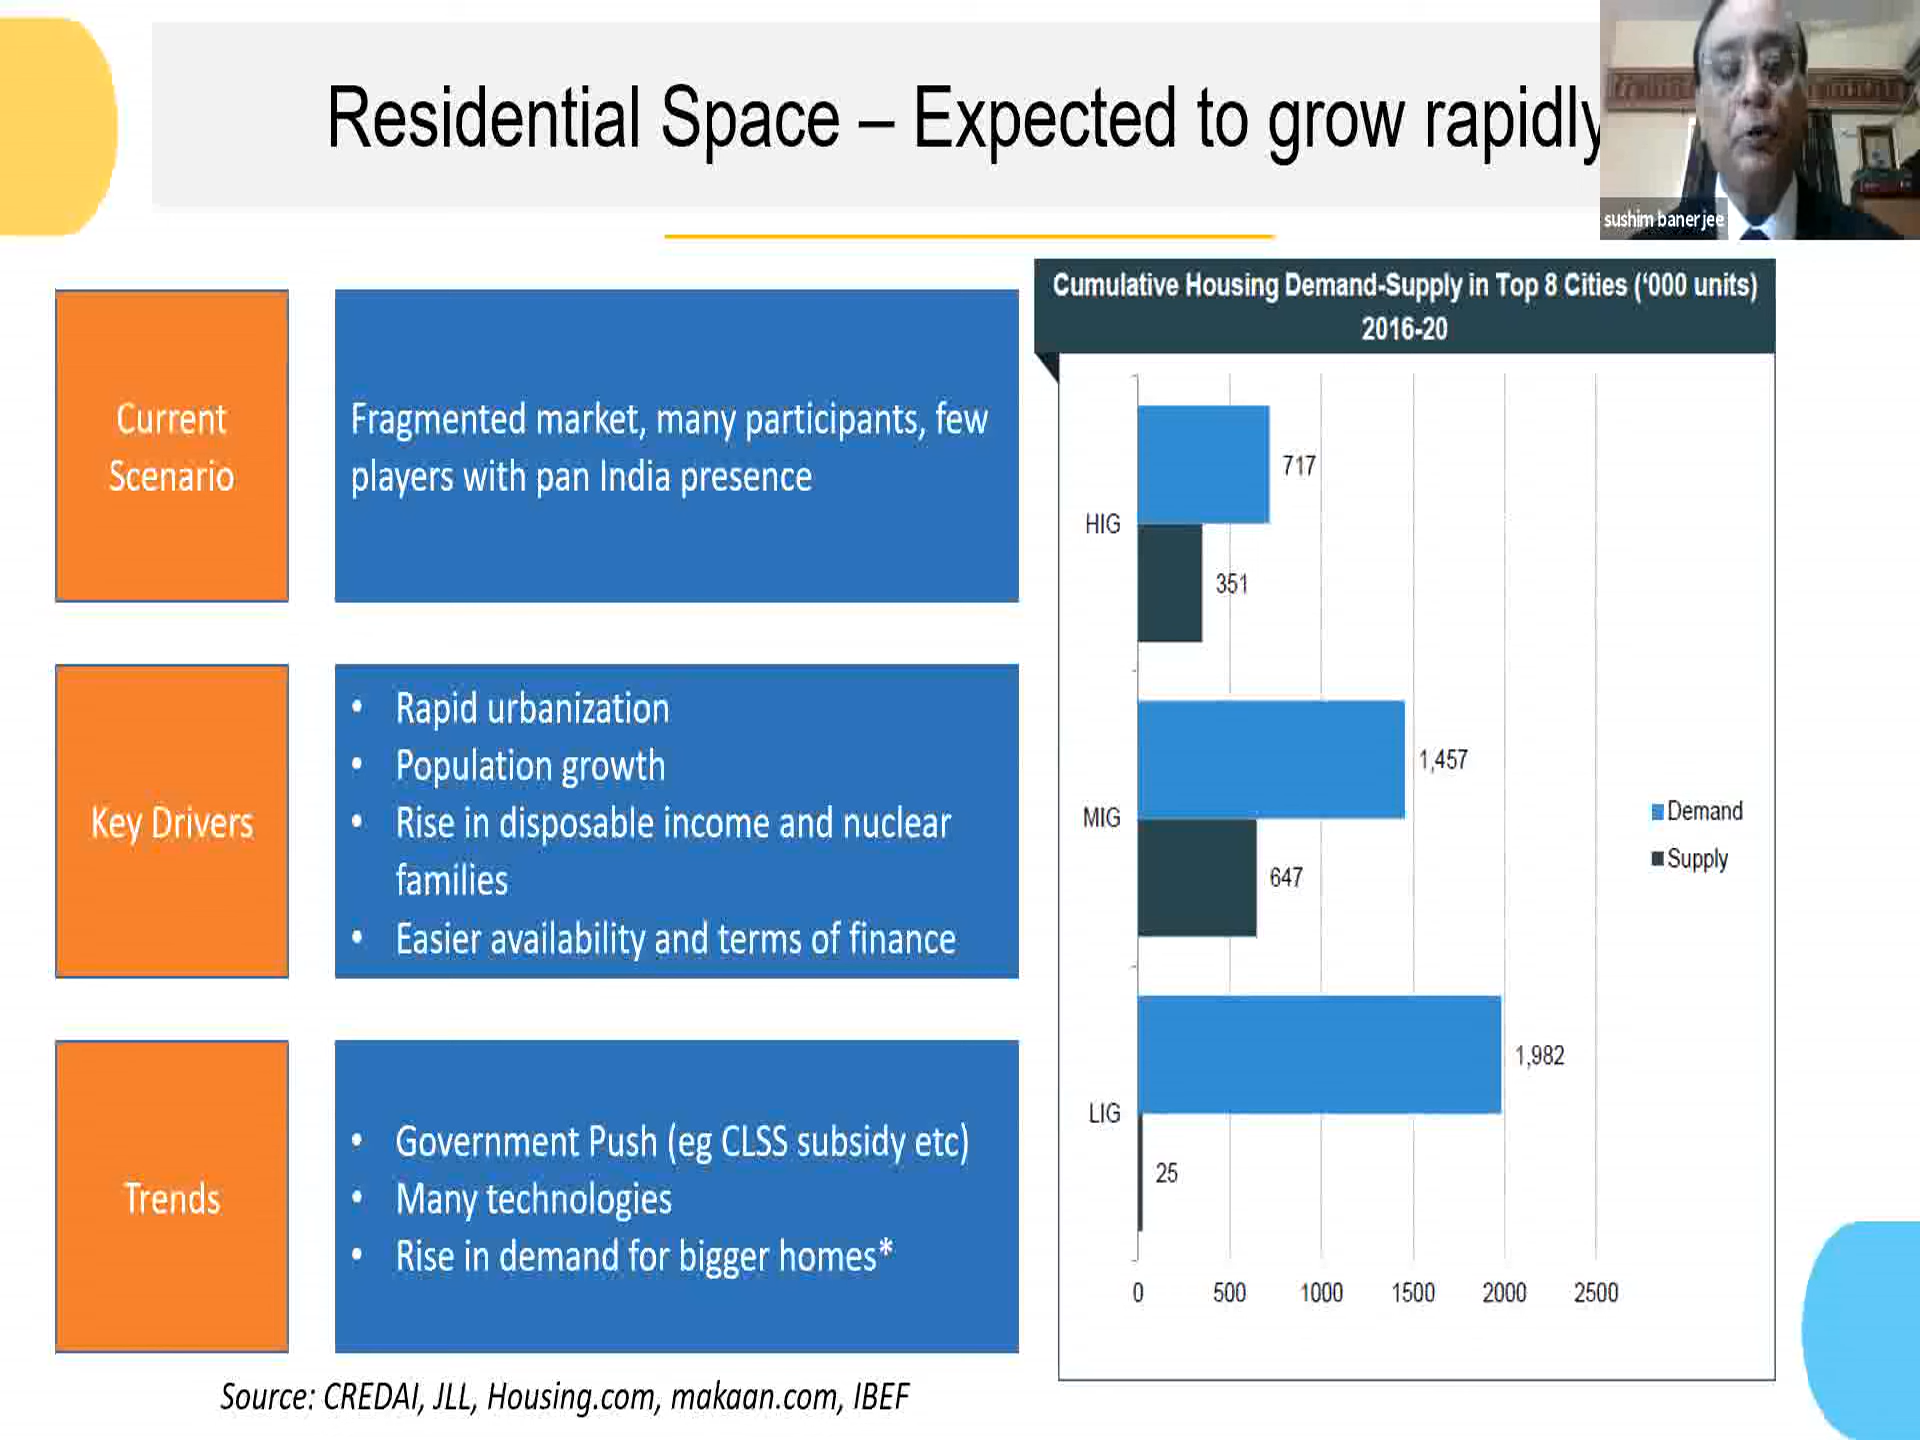 Residential Space – Expected to grow rapidly
sushim banerjee
Current
Scenario
Fragmented market, many participants, few
players with pan India presence
Key Drivers
• Rapid urbanization
• Population growth
• Rise in disposable income and nuclear
families
• Easier availability and terms of finance
Trends
• Government Push (eg CLSS subsidy etc)
• Many technologies
• Rise in demand for bigger homes*
Source: CREDAI, JLL, Housing.com, makaan.com, IBEF
Cumulative Housing Demand-Supply in Top 8 Cities (‘000 units)
2016-20
717
HIG
351
1,457
MIG
647
Demand
Supply
1,982
LIG
25
0 500 1000 1500 2000 2500